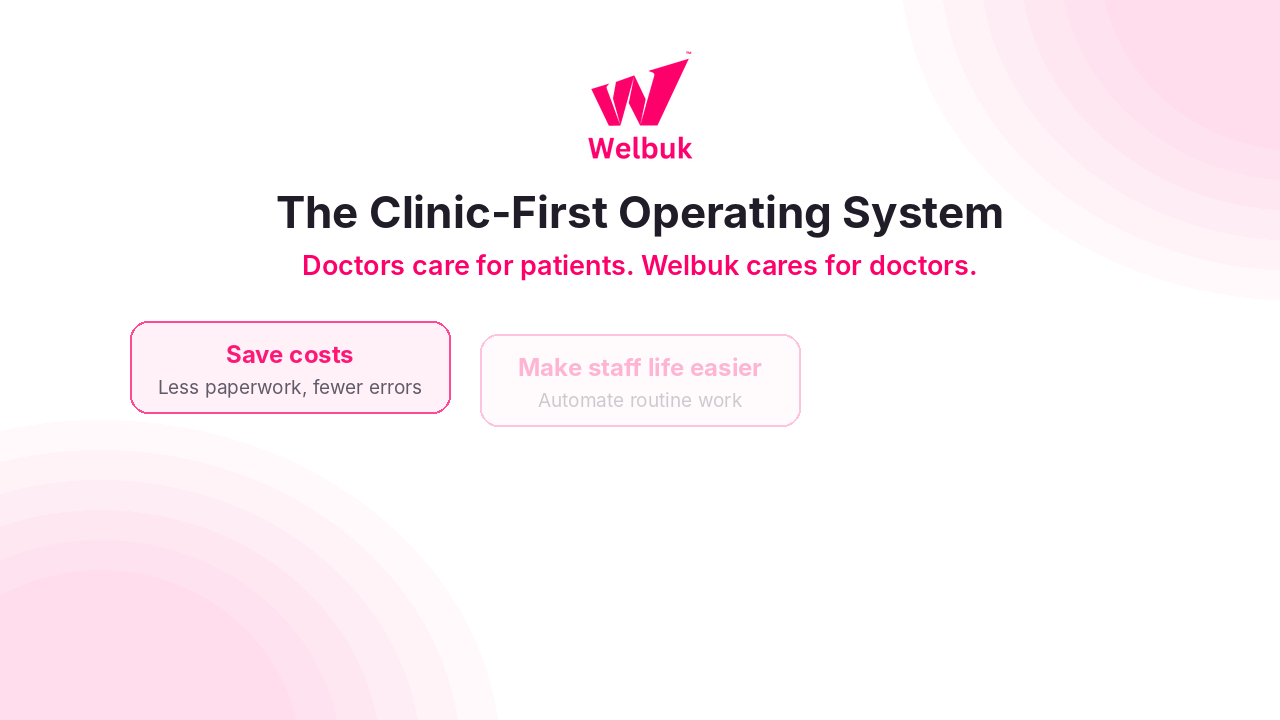 Welbuk
The Clinic-First Operating System
Doctors care for patients. Welbuk cares for doctors.
Save costs
Less paperwork, fewer errors
Make staff life easier
Automate routine work